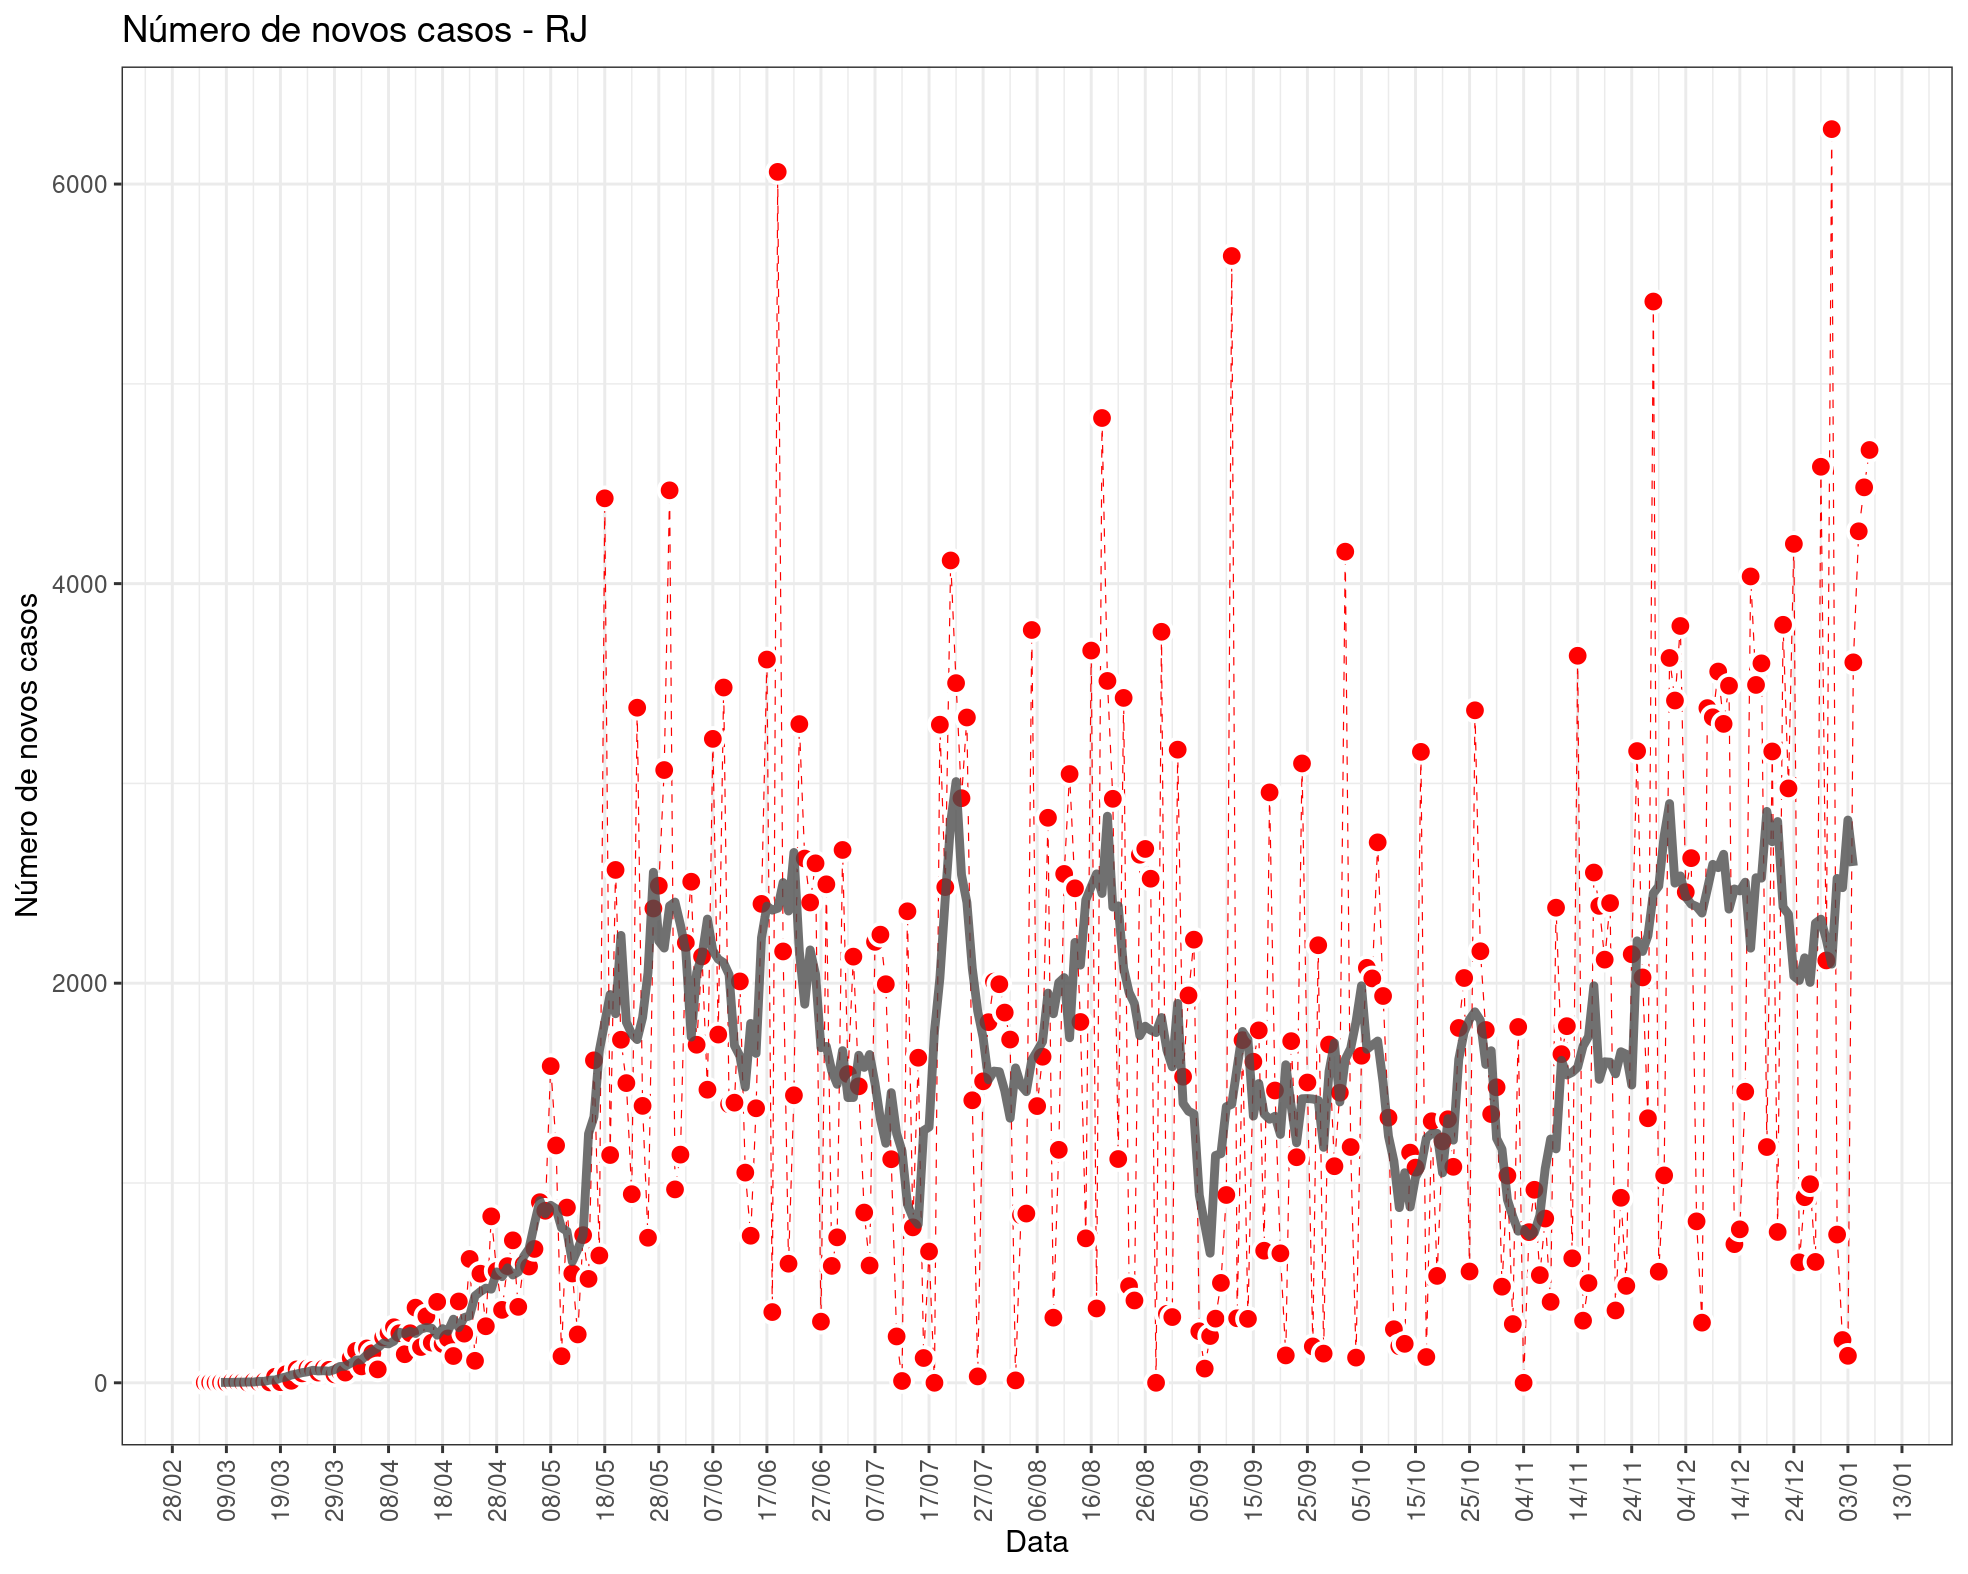 Número de novos casos - RJ
Número de novos casos
6000
4000
2000
0
28/02 09/03 19/03 29/03 08/04 18/04 28/04 08/05 18/05 28/05 07/06 17/06 27/06 07/07 17/07 27/07 06/08 16/08 26/08 05/09 15/09 25/09 05/10 15/10 25/10 04/11 14/11 24/11 04/12 14/12 24/12 03/01 13/01
Data